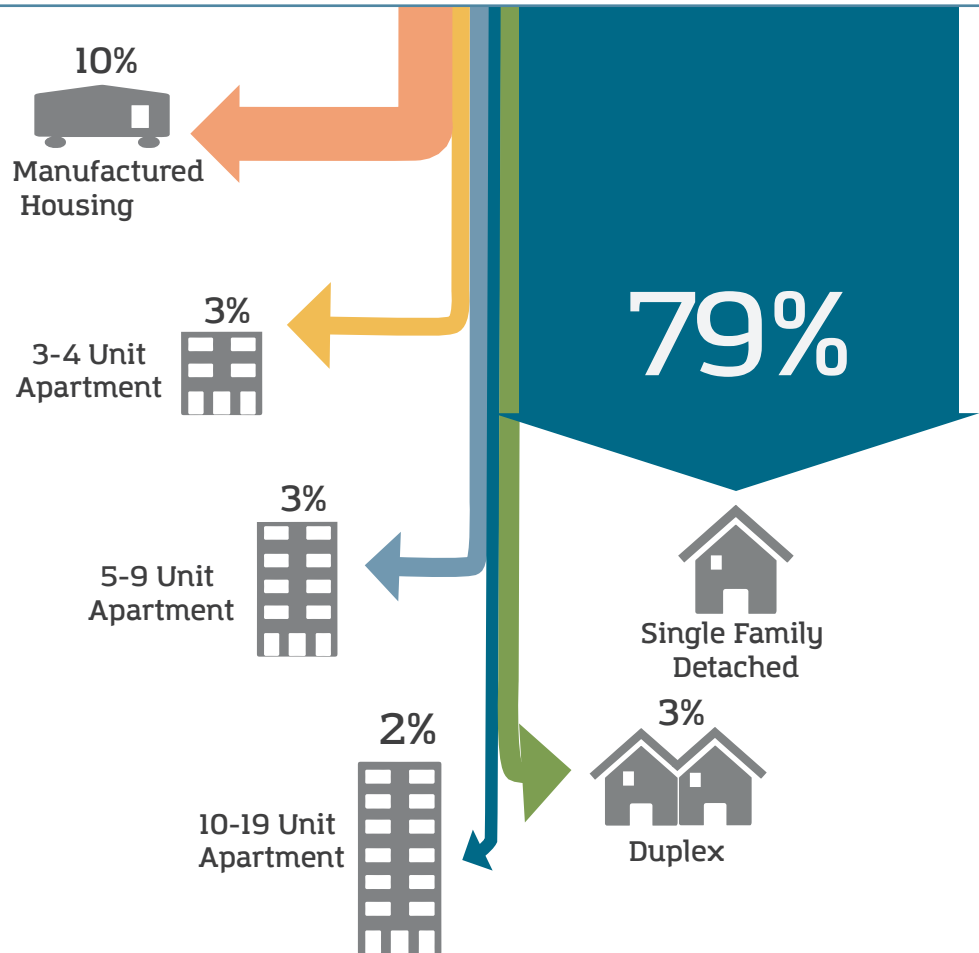 10%
Manufactured
Housing
3%
3-4 Unit
Apartment
79%
3%
5-9 Unit
Apartment
Single Family
Detached
3%
Duplex
2%
10-19 Unit
Apartment